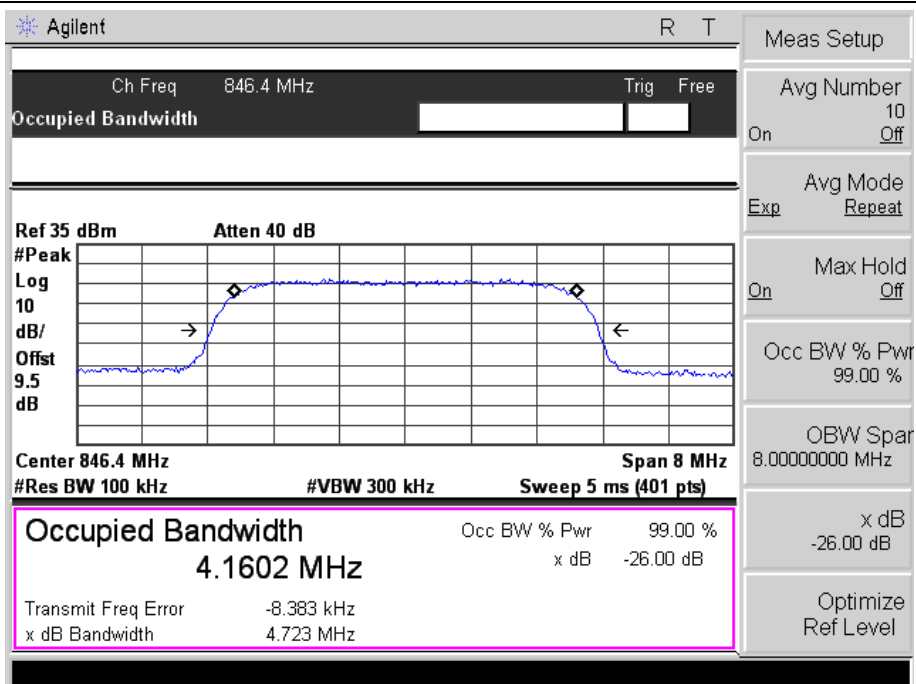 Agilent R T
Ch Freq 846.4 MHz Trig Free
Occupied Bandwidth
Ref 35 dBm Atten 40 dB
#Peak
Log
10
dB/
Offst
9.5
dB
Center 846.4 MHz Span 8 MHz
#Res BW 100 kHz #VBW 300 kHz Sweep 5 ms (401 pts)
Occupied Bandwidth
4.1602 MHz
Occ BW % Pwr 99.00 %
x dB -26.00 dB
Transmit Freq Error -8.383 kHz
x dB Bandwidth 4.723 MHz
Meas Setup
Avg Number
10
On Off
Avg Mode
Exp Repeat
Max Hold
On Off
Occ BW % Pwr
99.00 %
OBW Span
8.00000000 MHz
x dB
-26.00 dB
Optimize
Ref Level